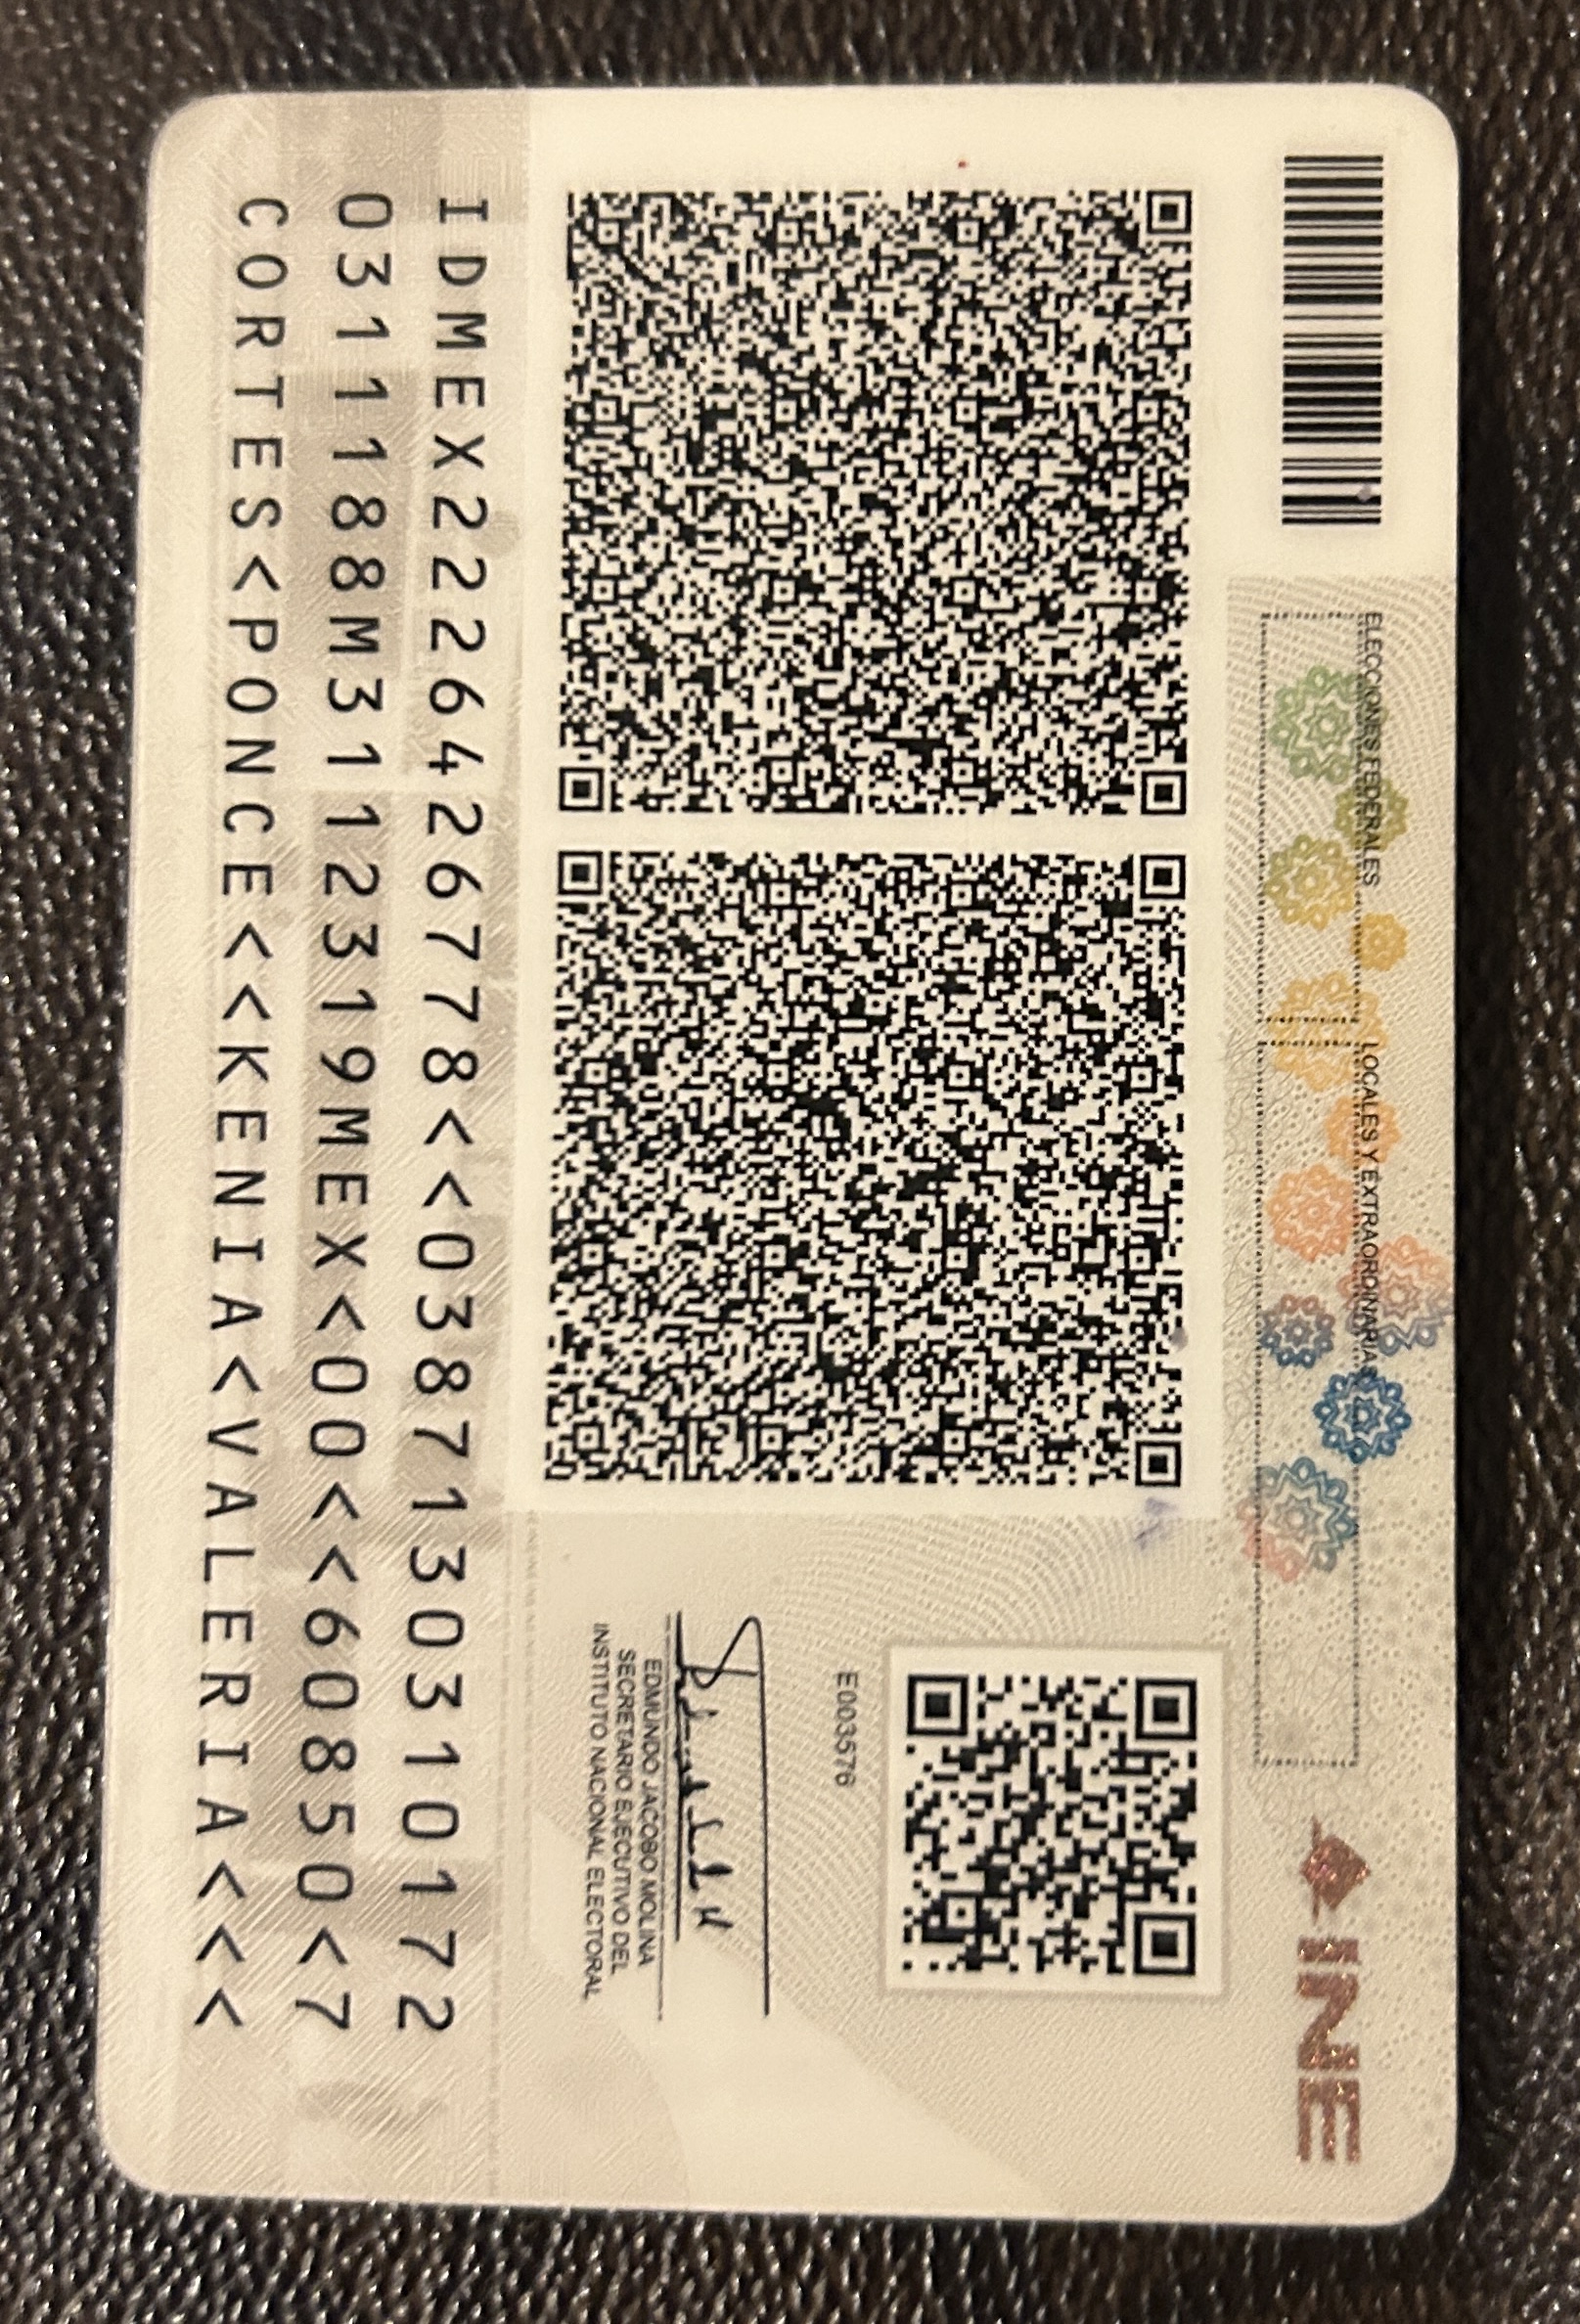 ELECCIONES FEDERALES
LOCALES Y EXTRAORDINARIAS
INE
E003576
EDMUNDO JACOBO MOLINA
SECRETARIO EJECUTIVO DEL
INSTITUTO NACIONAL ELECTORAL
IDMEX2226426778<<0387130310172
0311188M3112319MEX<00<<60850<7
CORTES<PONCE<<KENIA<VALERIA<<<